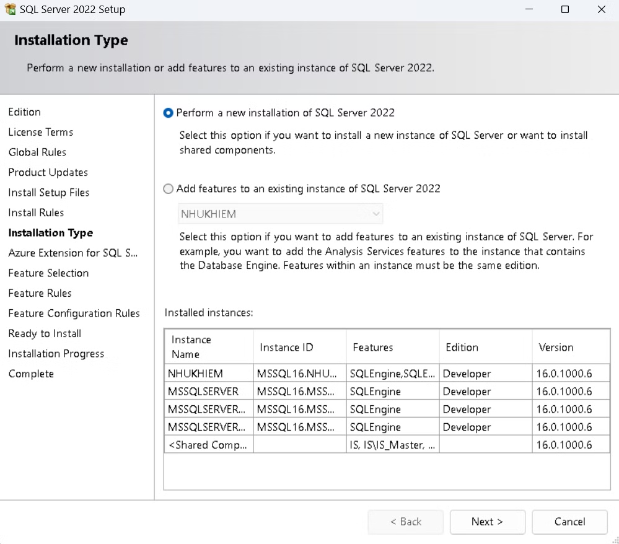 SQL Server 2022 Setup
Installation Type
Perform a new installation or add features to an existing instance of SQL Server 2022.
Edition
License Terms
Global Rules
Product Updates
Install Setup Files
Install Rules
Installation Type
Azure Extension for SQL S...
Feature Selection
Feature Rules
Feature Configuration Rules
Ready to Install
Installation Progress
Complete
Perform a new installation of SQL Server 2022
Select this option if you want to install a new instance of SQL Server or want to install
shared components.
Add features to an existing instance of SQL Server 2022
NHUKHIEM
Select this option if you want to add features to an existing instance of SQL Server. For
example, you want to add the Analysis Services features to the instance that contains
the Database Engine. Features within an instance must be the same edition.
Installed instances:
Instance Name Instance ID Features Edition Version
NHUKHIEM MSSQL16.NHU... SQLEngine,SQLE... Developer 16.0.1000.6
MSSQLSERVER MSSQL16.MSS... SQLEngine Developer 16.0.1000.6
MSSQLSERVER... MSSQL16.MSS... SQLEngine Developer 16.0.1000.6
MSSQLSERVER... MSSQL16.MSS... SQLEngine Developer 16.0.1000.6
<Shared Comp... IS, IS\IS_Master, ... 16.0.1000.6
< Back Next > Cancel